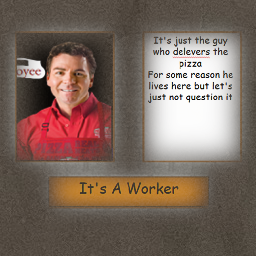 oyee
It's just the guy
who delevers the
pizza
For some reason he
lives here but let's
just not question it
It's A Worker